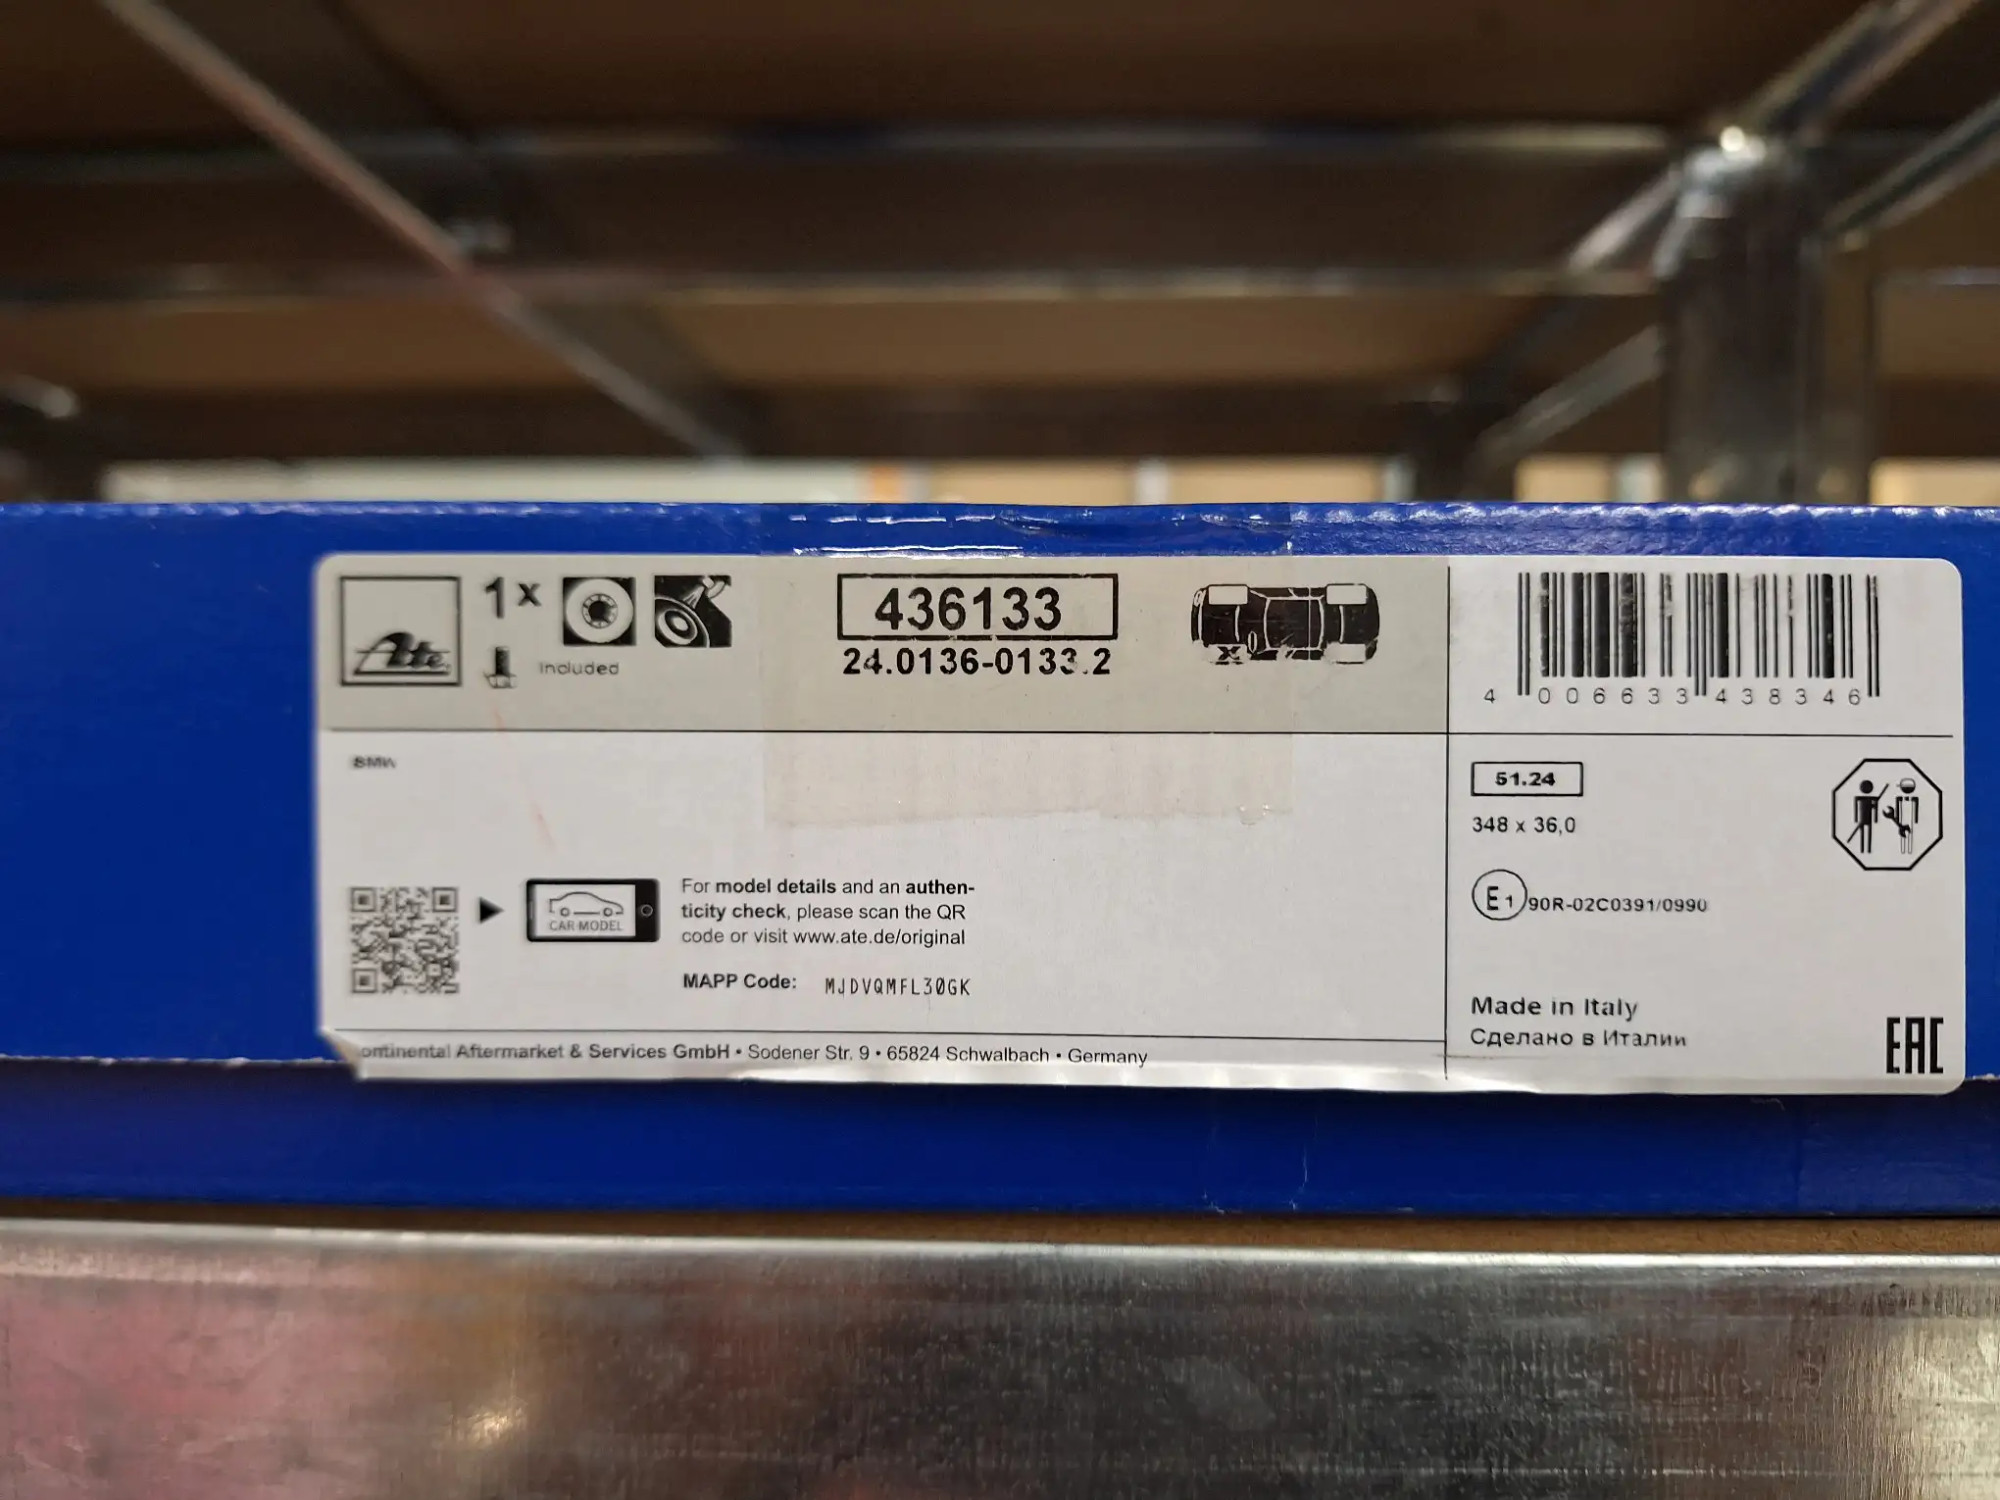 Ate
1x
Included
436133
24.0136-0133.2
4 006633 438346
BMW
51.24
348 x 36,0
E1 90R-02C0391/0990
CAR MODEL
For model details and an authen-
ticity check, please scan the QR
code or visit www.ate.de/original
MAPP Code: MJDVQMFL30GK
Made in Italy
Сделано в Италии
EAC
ontinental Aftermarket & Services GmbH • Sodener Str. 9 • 65824 Schwalbach • Germany